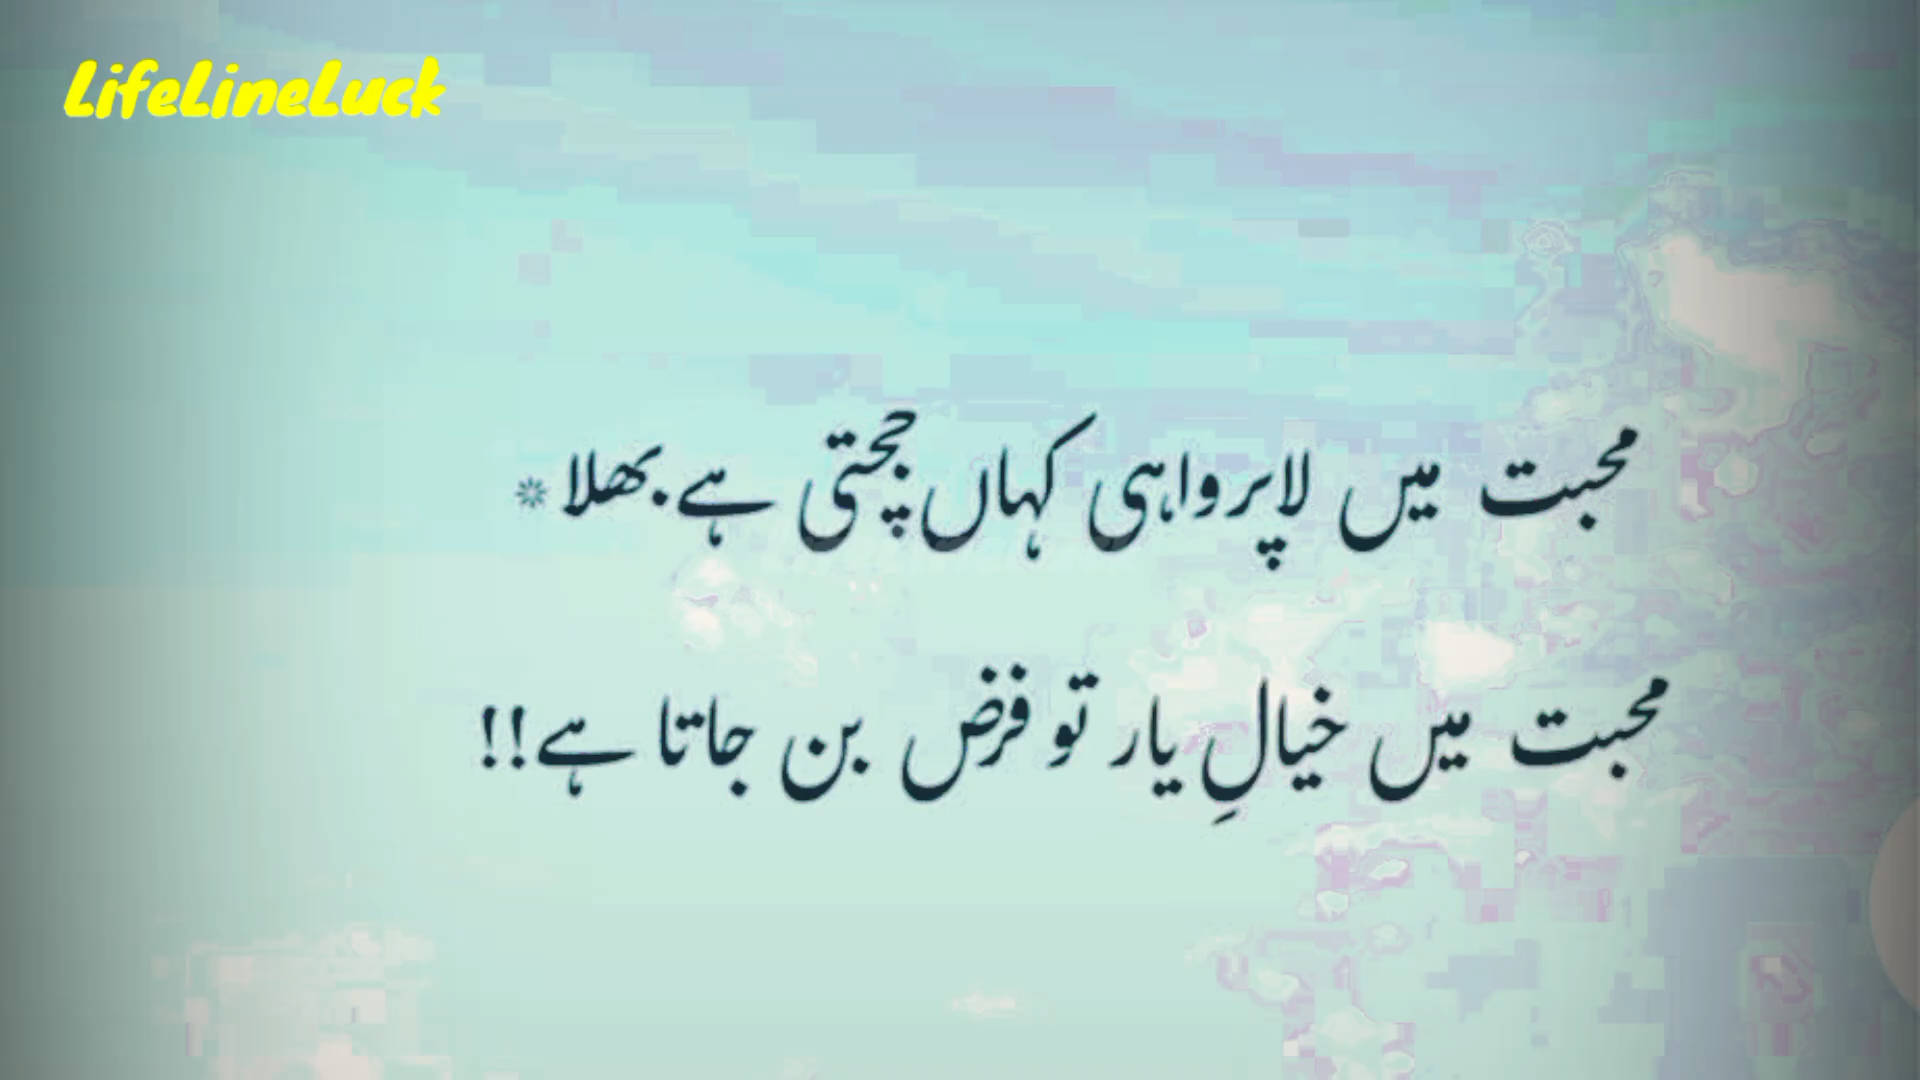 LifeLineLuck
محبت میں لاپرواہی کہاں جچتی ہے بھلا*
محبت میں خیالِ یار تو فرض بن جاتا ہے!!